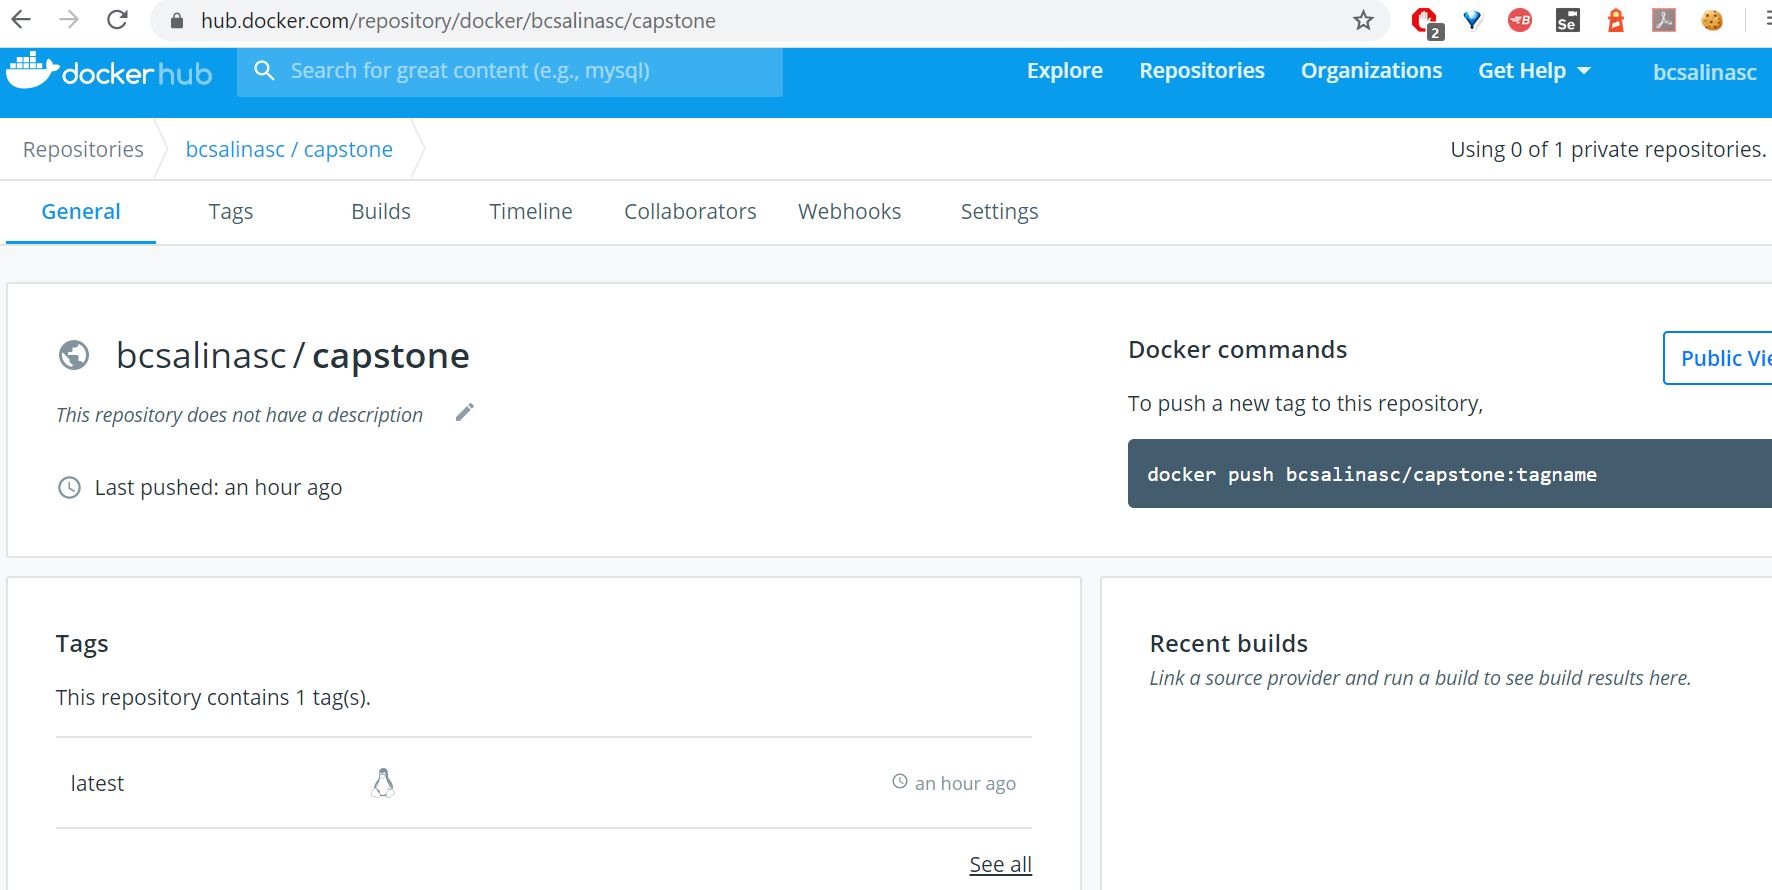 hub.docker.com/repository/docker/bcsalinasc/capstone
2
B
Se
docker hub
Search for great content (e.g., mysql)
Explore
Repositories
Organizations
Get Help
bcsalinasc
Repositories
bcsalinasc / capstone
Using 0 of 1 private repositories.
General
Tags
Builds
Timeline
Collaborators
Webhooks
Settings
bcsalinasc / capstone
This repository does not have a description
Last pushed: an hour ago
Docker commands
Public Vie
To push a new tag to this repository,
docker push bcsalinasc/capstone:tagname
Tags
This repository contains 1 tag(s).
latest
an hour ago
See all
Recent builds
Link a source provider and run a build to see build results here.